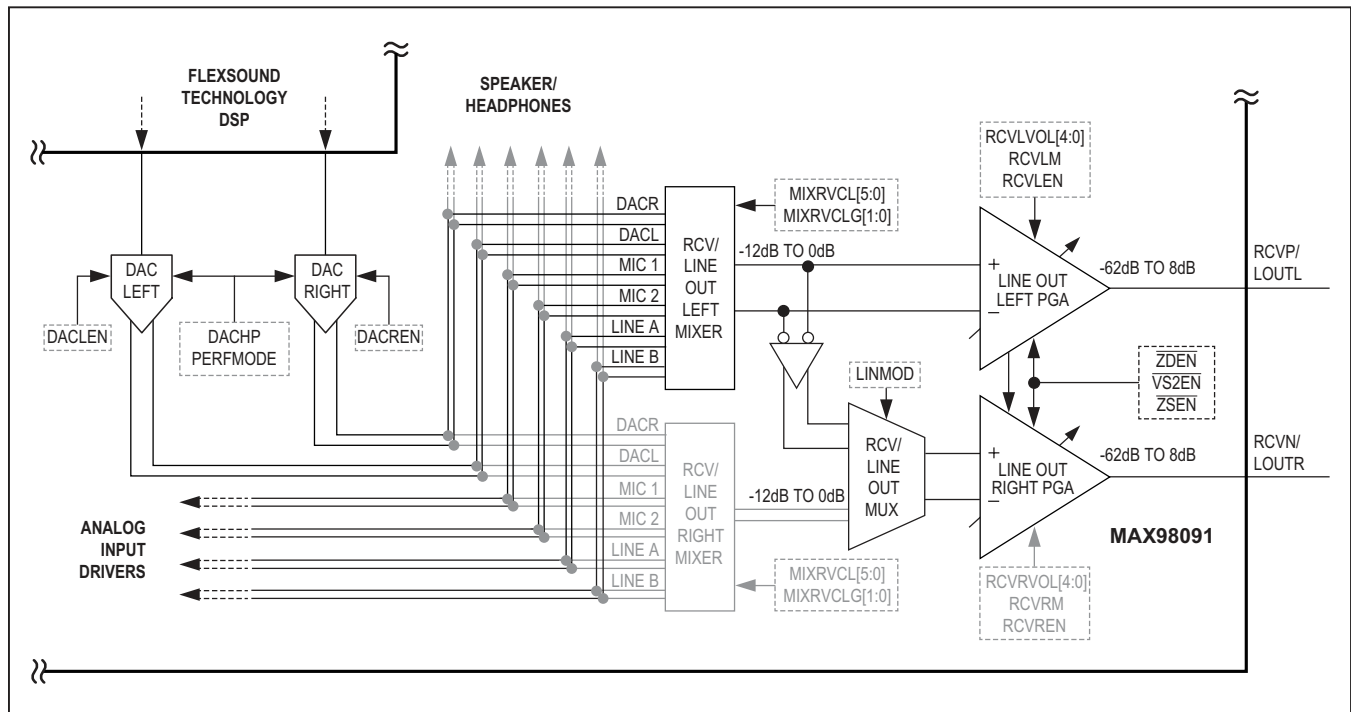 FLEXSOUND
TECHNOLOGY
DSP
SPEAKER/
HEADPHONES
DAC
LEFT
DAC
RIGHT
DACLEN
DACHP
PERFMODE
DACREN
ANALOG
INPUT
DRIVERS
DACR
DACL
MIC 1
MIC 2
LINE A
LINE B
RCV/
LINE
OUT
LEFT
MIXER
MIXRVCL[5:0]
MIXRVCLG[1:0]
-12dB TO 0dB
DACR
DACL
MIC 1
MIC 2
LINE A
LINE B
RCV/
LINE
OUT
RIGHT
MIXER
-12dB TO 0dB
MIXRVCL[5:0]
MIXRVCLG[1:0]
LINMOD
RCV/
LINE
OUT
MUX
RCVLVOL[4:0]
RCVLM
RCVLEN
+
LINE OUT
LEFT PGA
−
-62dB TO 8dB
RCVP/
LOUTL
ZDEN
VS2EN
ZSEN
+
LINE OUT
RIGHT PGA
−
-62dB TO 8dB
RCVN/
LOUTR
MAX98091
RCVRVOL[4:0]
RCVRM
RCVREN